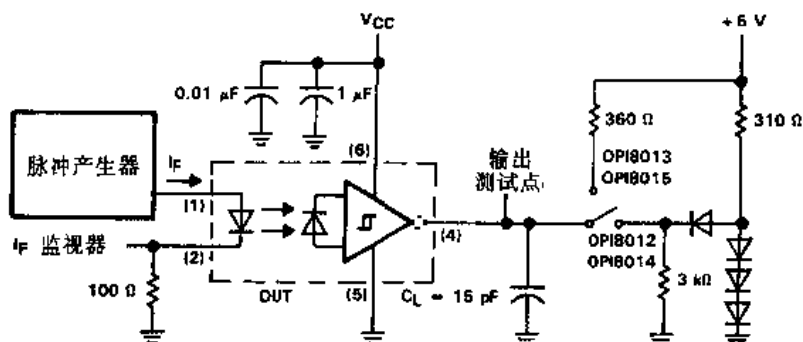 VCC
+5 V
0.01 μF
1 μF
360 Ω
310 Ω
脉冲产生器
IF
(6)
输出
测试点
OPI8013
OPI8015
(1)
(4)
IF 监视器
(2)
OPI8012
OPI8014
100 Ω
DUT
(5)
CL = 15 pF
3 kΩ